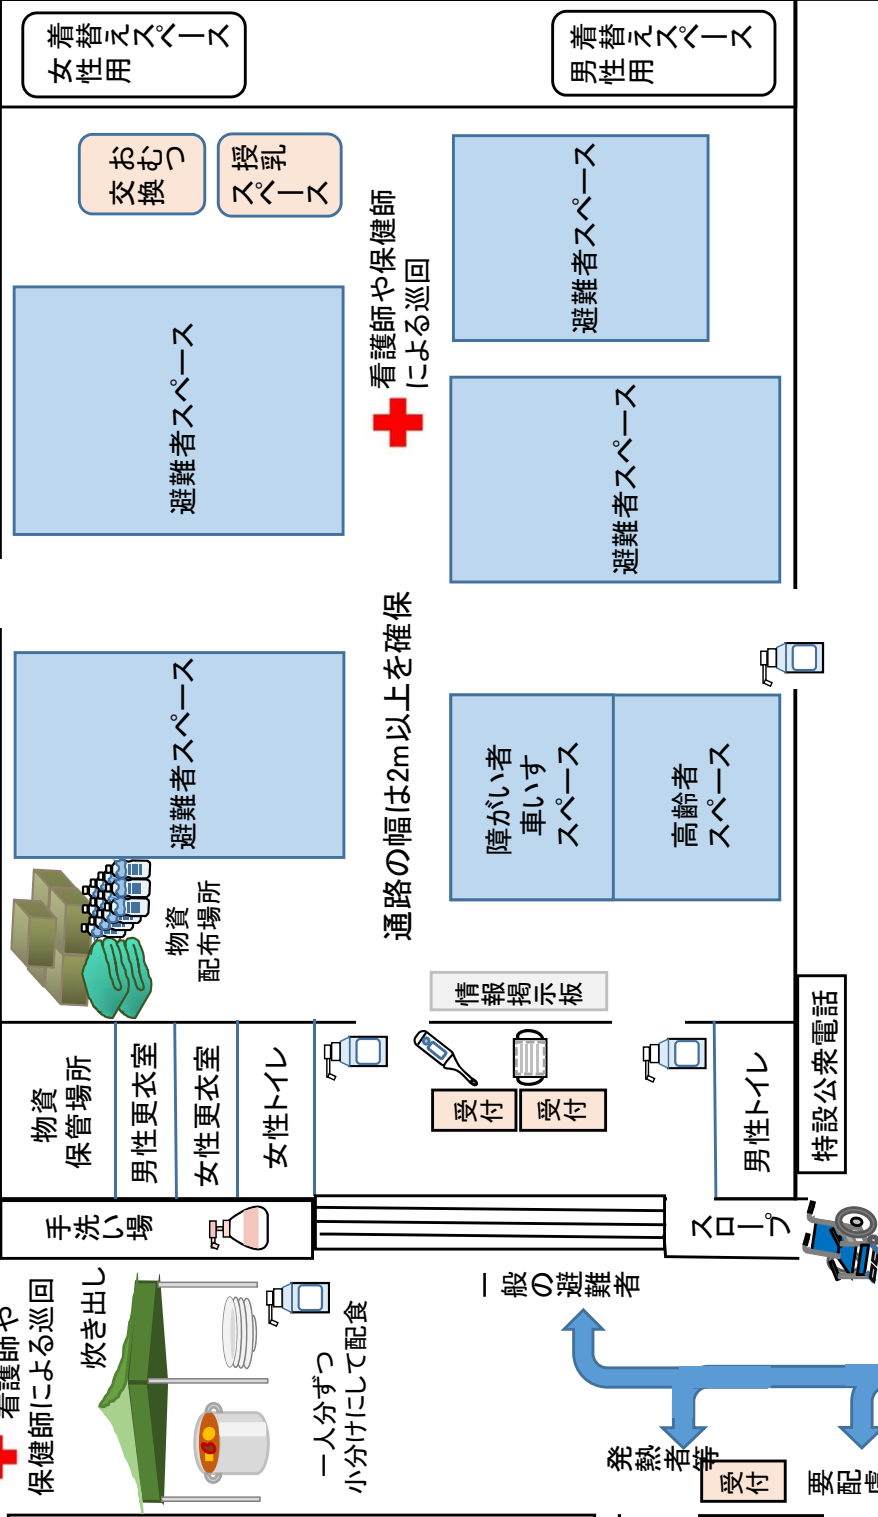 看護師や
保健師による巡回
炊き出し
一人分ずつ
小分けにして配食
手洗い場
物資
保管場所
男性更衣室
女性更衣室
女性トイレ
物資
配布場所
避難者スペース
避難者スペース
おむつ
交換
授乳
スペース
着替えスペース
女性用
通路の幅は2m以上を確保
看護師や保健師
による巡回
一般の避難者
受付
受付
情報掲示板
障がい者
車いす
スペース
高齢者
スペース
避難者スペース
避難者スペース
着替えスペース
男性用
発熱者等
受付
スロープ
男性トイレ
特設公衆電話
要配慮